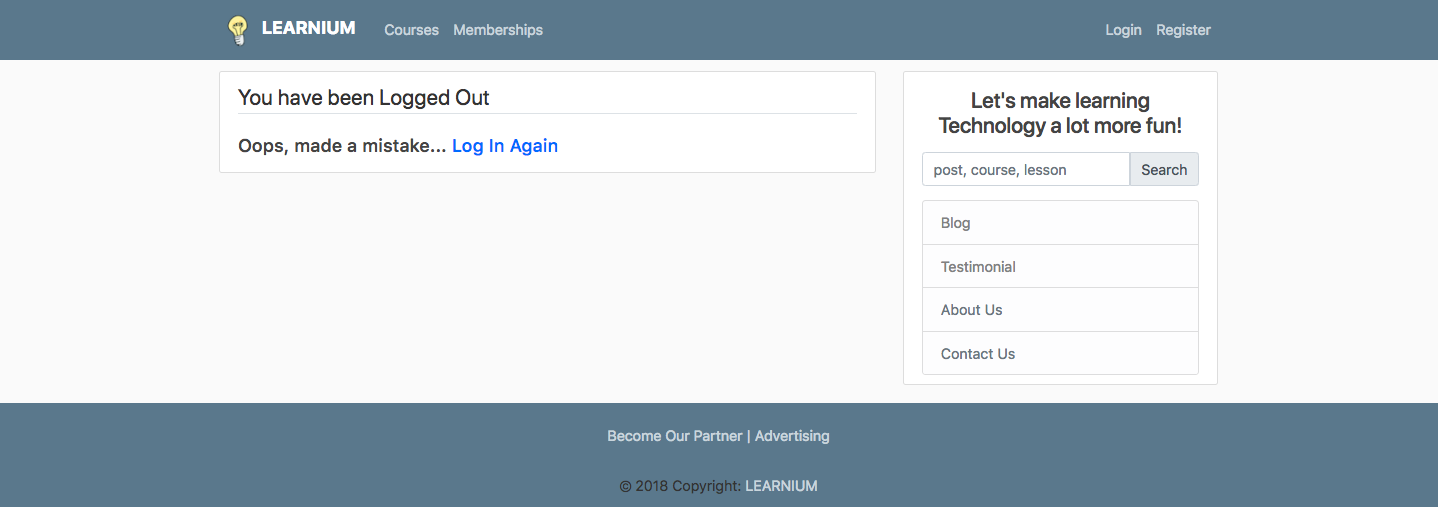 LEARNIUM Courses Memberships Login Register
You have been Logged Out
Oops, made a mistake... Log In Again
Let's make learning
Technology a lot more fun!
post, course, lesson Search
Blog
Testimonial
About Us
Contact Us
Become Our Partner | Advertising
© 2018 Copyright: LEARNIUM